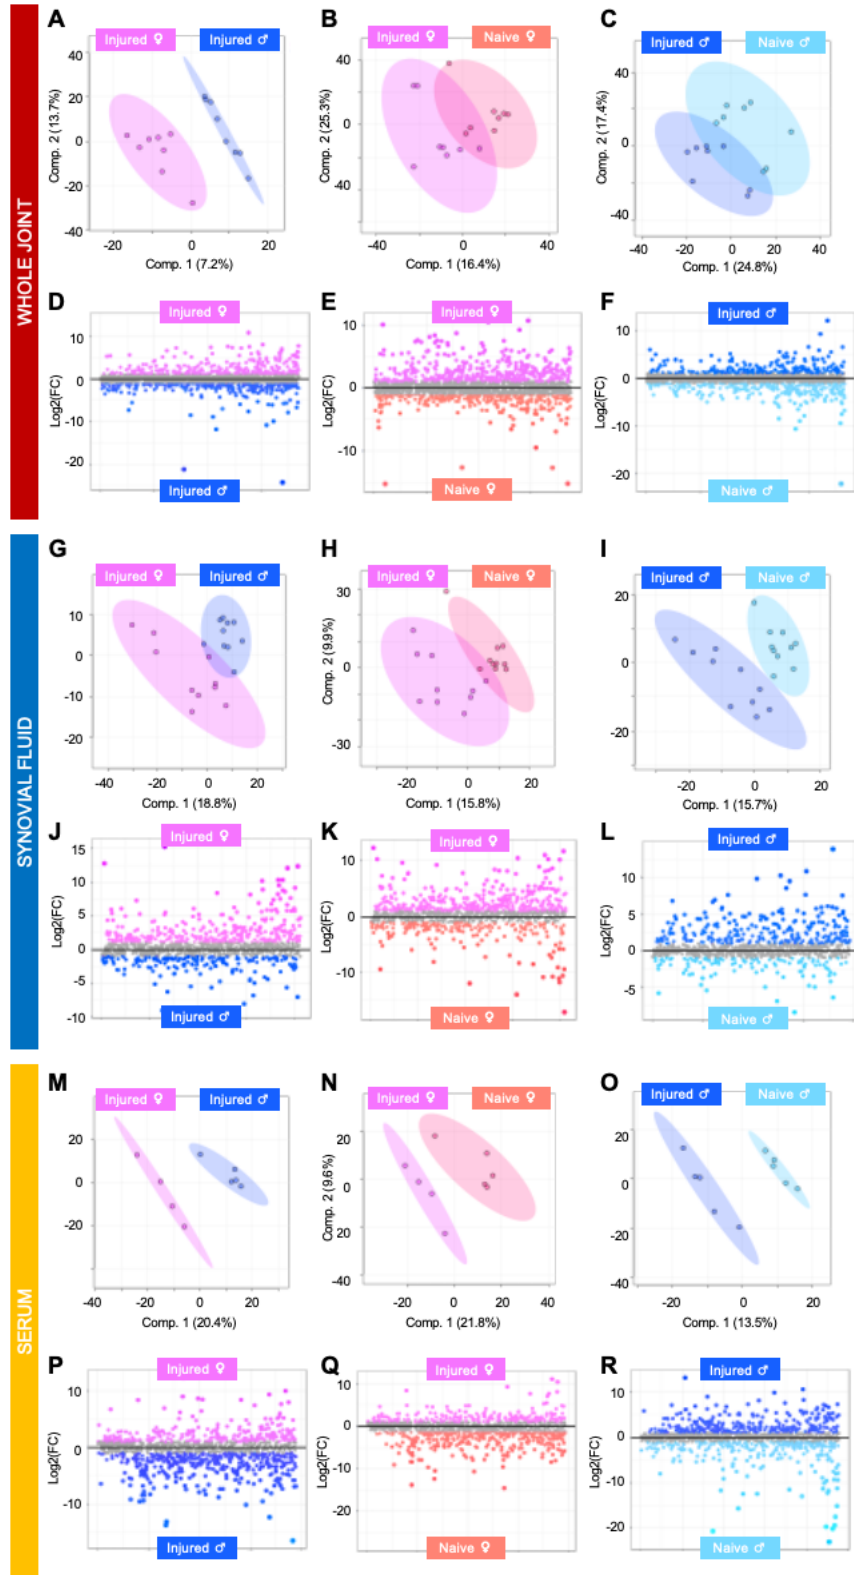 WHOLE JOINT
A
Injured ♀ Injured ♂
Comp. 2 (13.7%)
40
20
0
-20
-40
-20 0 20
Comp. 1 (7.2%)
B
Injured ♀ Naive ♀
Comp. 2 (25.3%)
40
0
-40
-40 0 40
Comp. 1 (16.4%)
C
Injured ♂ Naive ♂
Comp. 2 (17.4%)
40
0
-40
-40 -20 0 20 40
Comp. 1 (24.8%)
D
Injured ♀
Log2(FC)
10
0
-10
-20
Injured ♂
E
Injured ♀
Log2(FC)
10
0
-10
Naive ♀
F
Injured ♂
Log2(FC)
10
0
-10
-20
Naive ♂
SYNOVIAL FLUID
G
Injured ♀ Injured ♂
10
0
-10
-20
-40 -20 0 20
Comp. 1 (18.8%)
H
Injured ♀ Naive ♀
Comp. 2 (9.9%)
30
0
-30
-20 0 20
Comp. 1 (15.8%)
I
Injured ♂ Naive ♂
20
0
-20
-20 0 20
Comp. 1 (15.7%)
J
Injured ♀
Log2(FC)
15
10
5
0
-5
-10
Injured ♂
K
Injured ♀
Log2(FC)
10
0
-10
Naive ♀
L
Injured ♂
Log2(FC)
10
5
0
-5
Naive ♂
SERUM
M
Injured ♀ Injured ♂
20
0
-20
-40 -20 0 20
Comp. 1 (20.4%)
N
Injured ♀ Naive ♀
Comp. 2 (9.6%)
20
0
20
-40
-20 0 20 40
Comp. 1 (21.8%)
O
Injured ♂ Naive ♂
20
0
-20
-40
-20 0 20
Comp. 1 (13.5%)
P
Injured ♀
Log2(FC)
10
0
-10
Injured ♂
Q
Injured ♀
Log2(FC)
10
0
-10
-20
Naive ♀
R
Injured ♂
Log2(FC)
10
0
-10
-20
Naive ♂